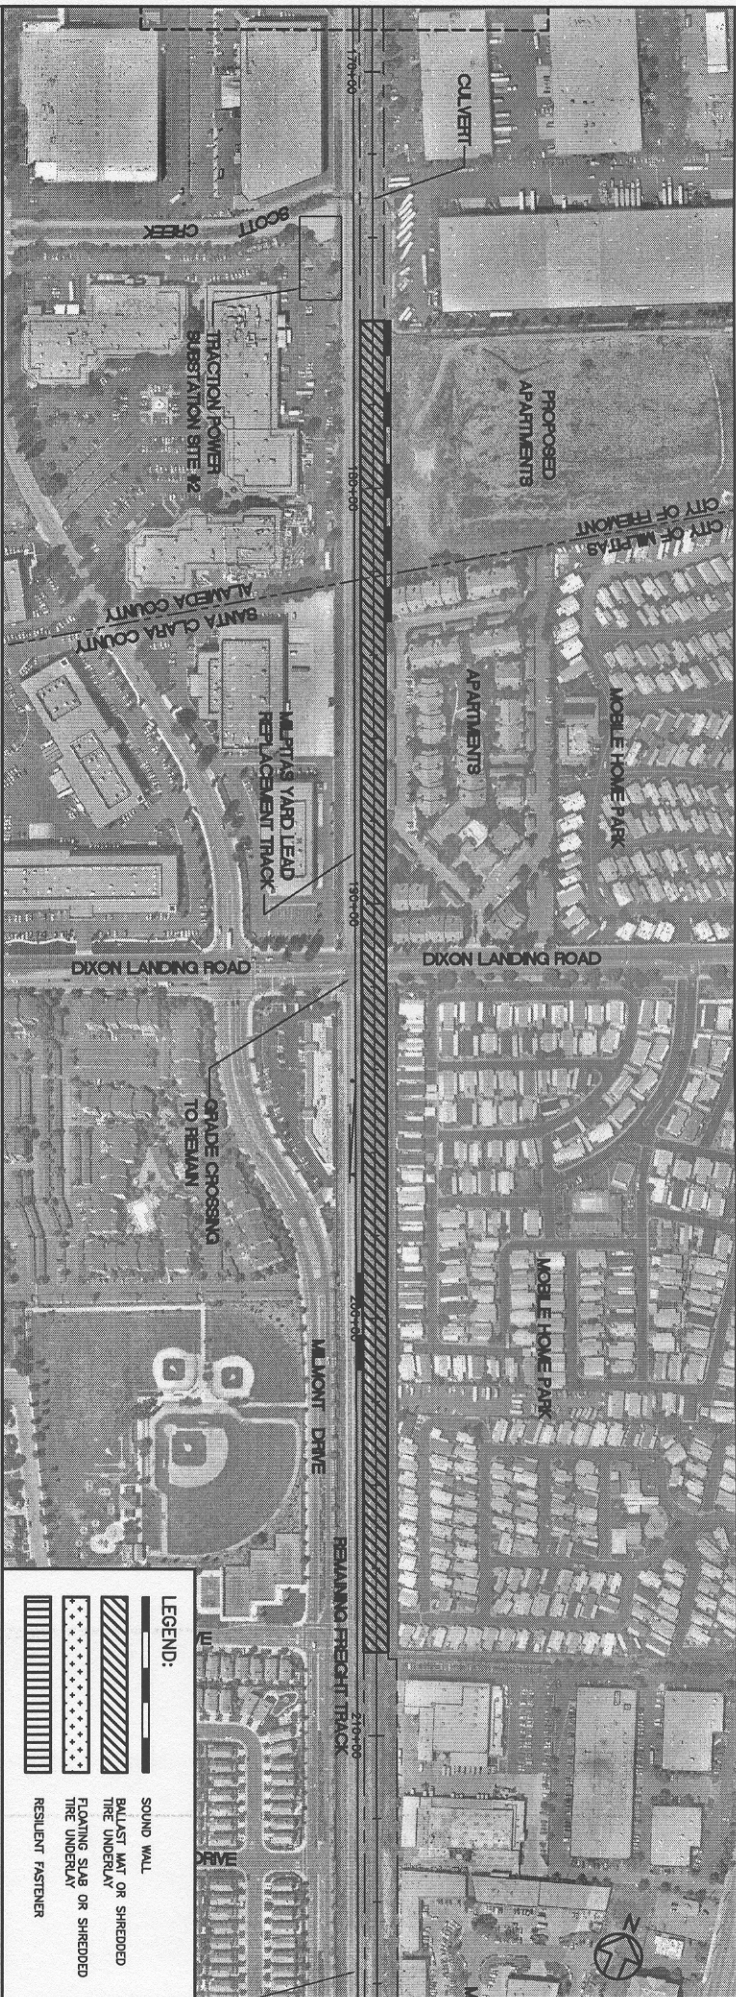 170+00
CULVERT
SCOTT
CREEK
TRACTION POWER
SUBSTATION SITE #2
PROPOSED
APARTMENTS
180+00
CITY OF FREMONT
CITY OF MILPITAS
ALAMEDA COUNTY
SANTA CLARA COUNTY
APARTMENTS
MOBILE HOME PARK
MILPITAS YARD LEAD
REPLACEMENT TRACK
190+00
DIXON LANDING ROAD
DIXON LANDING ROAD
GRADE CROSSING
TO REMAIN
MOBILE HOME PARK
200+00
MILMONT DRIVE
REMAINING FREIGHT TRACK
210+00
DRIVE
N
LEGEND:
SOUND WALL
BALLAST MAT OR SHREDDED
TIRE UNDERLAY
FLOATING SLAB OR SHREDDED
TIRE UNDERLAY
RESILIENT FASTENER